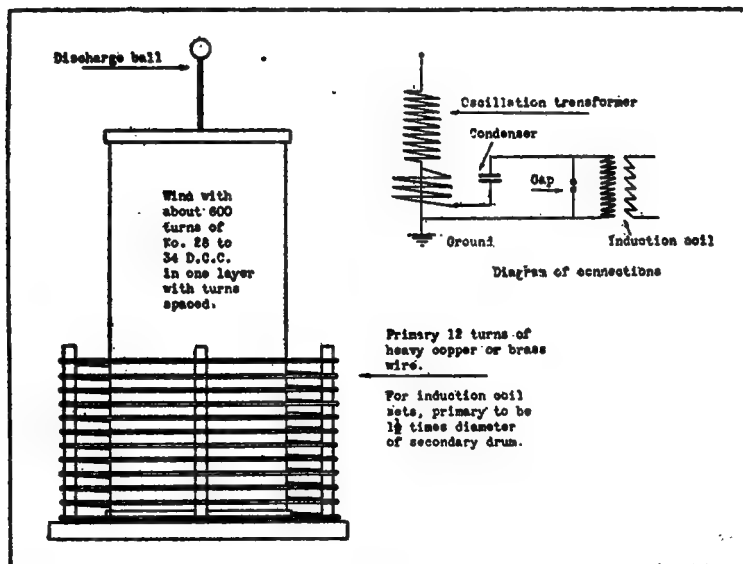 Discharge ball
Oscillation transformer
Condenser
Gap
Ground
Induction coil
Diagram of connections
Wind with
about 600
turns of
No. 28 to
34 D.C.C.
in one layer
with turns
spaced.
Primary 12 turns of
heavy copper or brass
wire.
For induction coil
sets, primary to be
1½ times diameter
of secondary drum.